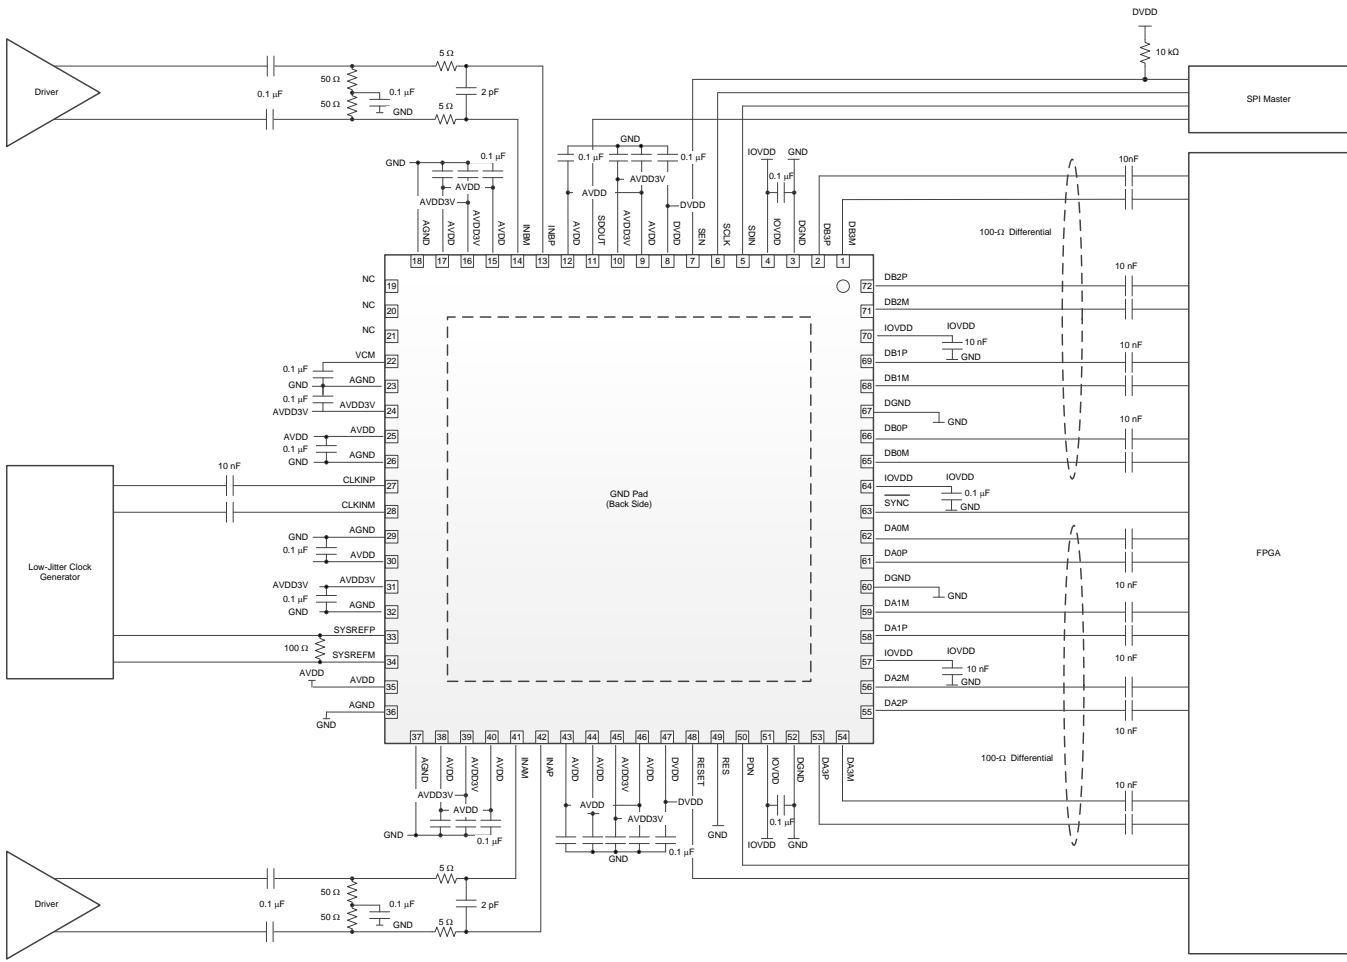 DVDD
10 kΩ
SPI Master
Driver
5 Ω
50 Ω
0.1 μF
0.1 μF
2 pF
50 Ω
GND
5 Ω
GND
0.1 μF
AVDD
AVDD3V
GND
0.1 μF
0.1 μF
AVDD
DVDD
IOVDD
GND
0.1 μF
10nF
100-Ω Differential
AGND
AVDD
AVDD3V
AVDD
INBM
INBP
AVDD
SDOUT
AVDD3V
AVDD
DVDD
SEN
SCLK
SDIN
IOVDD
DGND
DB3P
DB3M
18
17
16
15
14
13
12
11
10
9
8
7
6
5
4
3
2
1
NC
19
NC
20
NC
21
VCM
22
0.1 μF
GND
AGND
23
0.1 μF
AVDD3V
AVDD3V
24
AVDD
AVDD
25
0.1 μF
GND
AGND
26
10 nF
CLKINP
27
CLKINM
28
GND
AGND
29
0.1 μF
AVDD
30
AVDD3V
AVDD3V
31
0.1 μF
GND
AGND
32
SYSREFP
33
100 Ω
SYSREFM
34
AVDD
AVDD
35
AGND
36
GND
Low-Jitter Clock
Generator
GND Pad
(Back Side)
72
DB2P
10 nF
71
DB2M
70
IOVDD
IOVDD
10 nF
GND
69
DB1P
10 nF
68
DB1M
67
DGND
GND
66
DB0P
10 nF
65
DB0M
64
IOVDD
IOVDD
0.1 μF
GND
63
SYNC
62
DA0M
61
DA0P
10 nF
60
DGND
GND
59
DA1M
58
DA1P
10 nF
57
IOVDD
IOVDD
10 nF
GND
56
DA2M
55
DA2P
10 nF
FPGA
100-Ω Differential
10 nF
37
38
39
40
41
42
43
44
45
46
47
48
49
50
51
52
53
54
AGND
AVDD
AVDD3V
AVDD
INAM
INAP
AVDD
AVDD
AVDD3V
AVDD
DVDD
RESET
RES
PDN
IOVDD
DGND
DA3P
DA3M
AVDD3V
AVDD
GND
0.1 μF
AVDD
DVDD
AVDD3V
GND
0.1 μF
GND
0.1 μF
IOVDD
GND
Driver
5 Ω
50 Ω
0.1 μF
0.1 μF
2 pF
50 Ω
GND
5 Ω